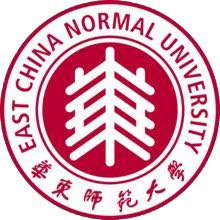 EAST CHINA NORMAL UNIVERSITY
華東師範大學